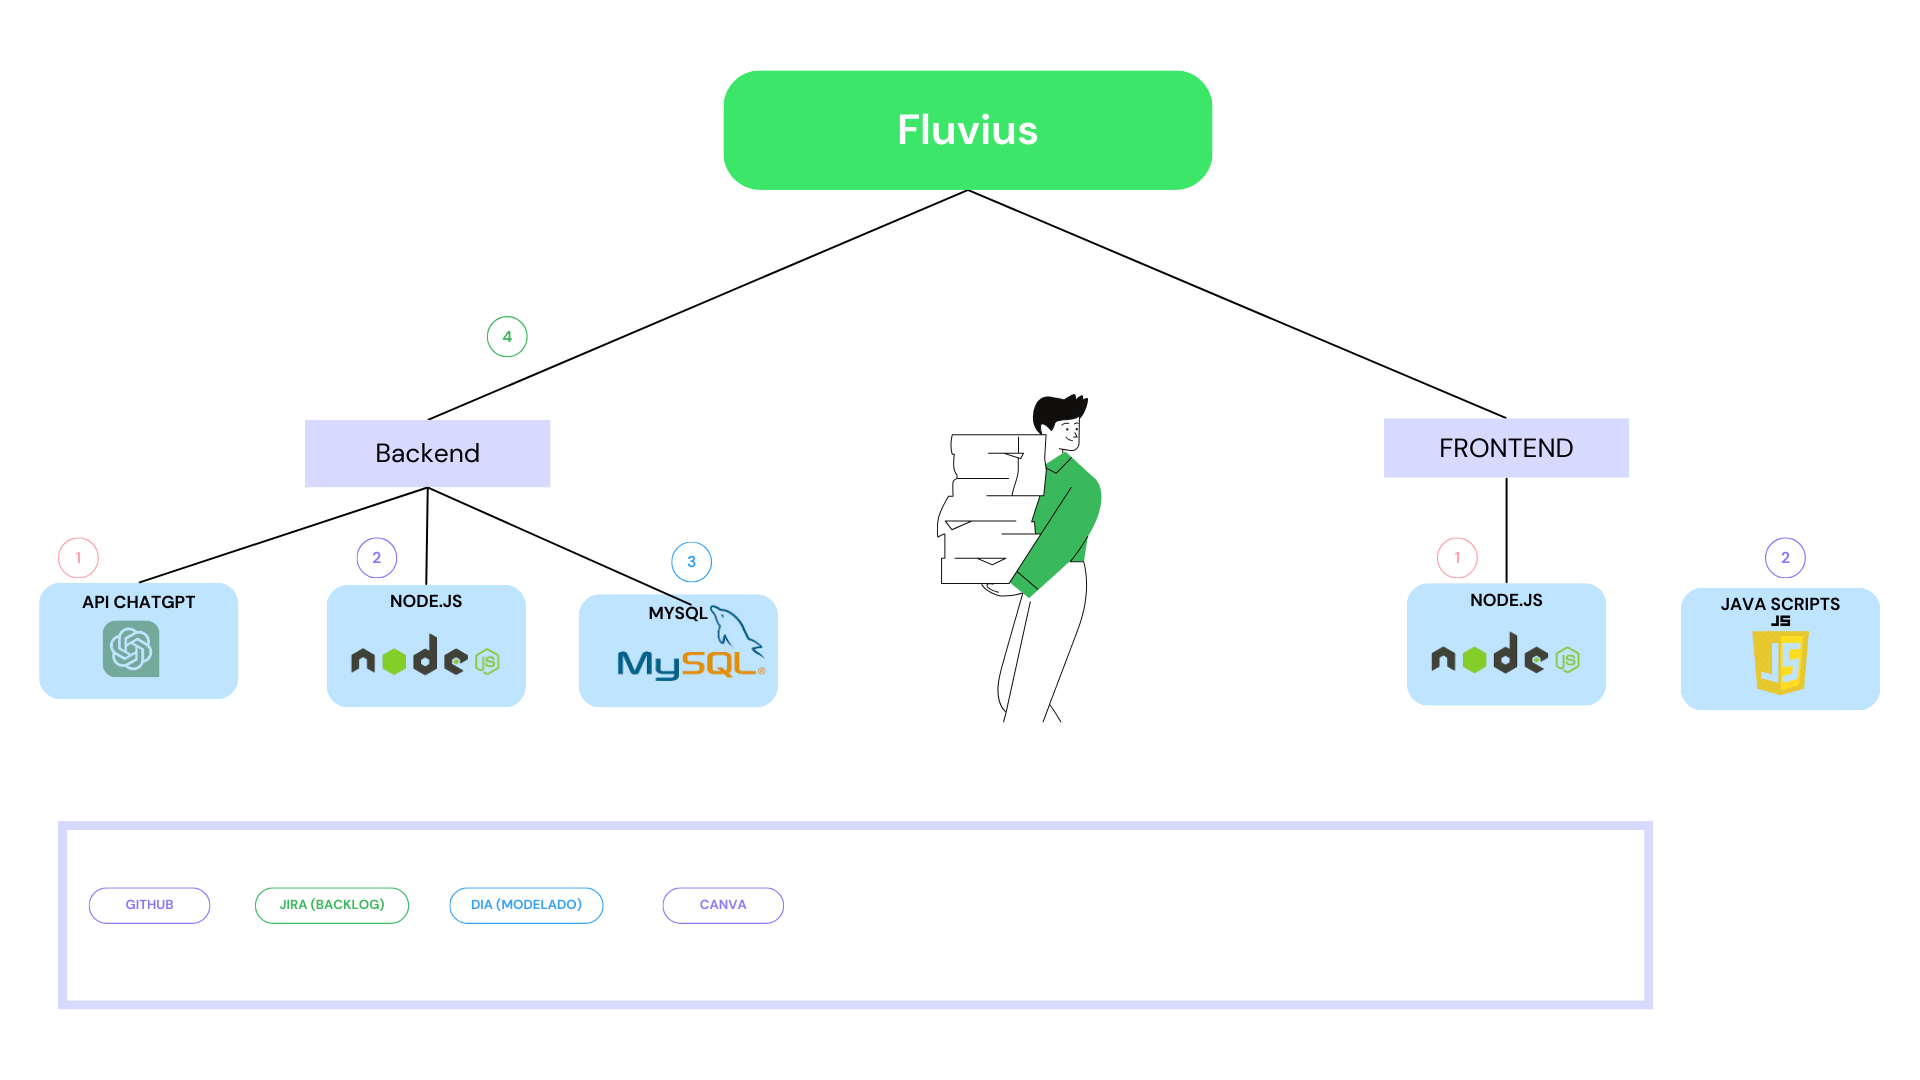 Fluvius
4
Backend
FRONTEND
1
2
3
1
2
API CHATGPT
NODE.JS
MYSQL
NODE.JS
JAVA SCRIPTS
node JS
MySQL®
node JS
JS
JS
GITHUB
JIRA (BACKLOG)
DIA (MODELADO)
CANVA